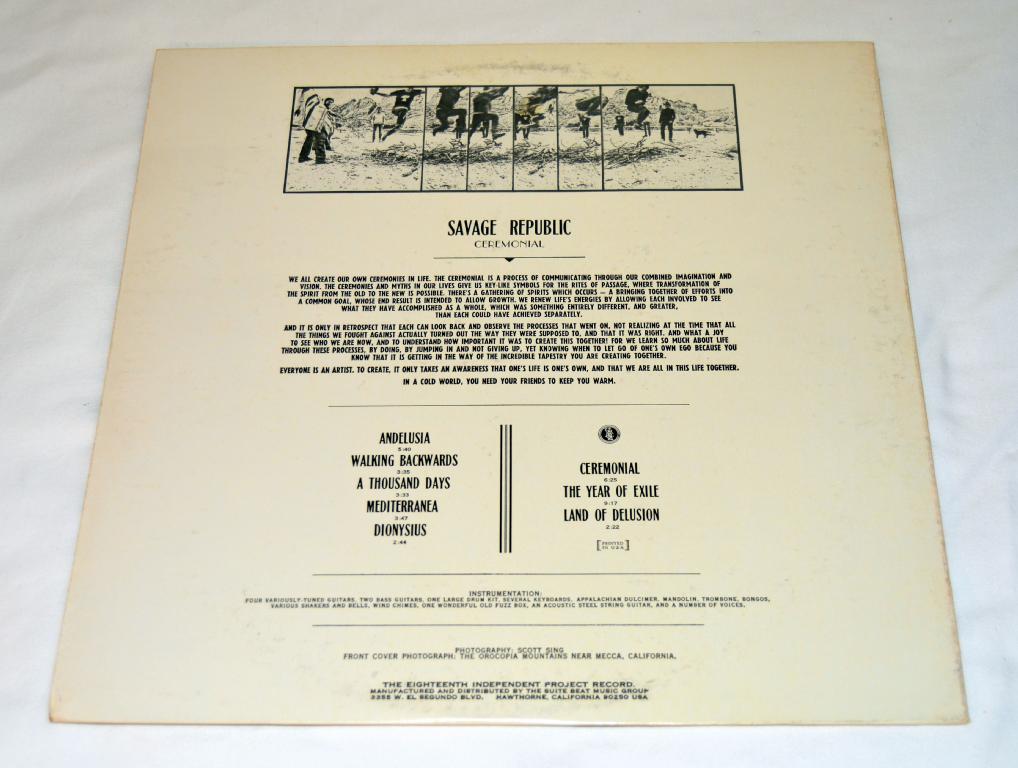 SAVAGE REPUBLIC
CEREMONIAL
WE ALL CREATE OUR OWN CEREMONIES IN LIFE. THE CEREMONIAL IS A PROCESS OF COMMUNICATING THROUGH OUR COMBINED IMAGINATION AND
VISION. THE CEREMONIES AND MYTHS IN OUR LIVES GIVE US KEY-LIKE SYMBOLS FOR THE RITES OF PASSAGE, WHERE TRANSFORMATION OF
THE SPIRIT FROM THE OLD TO THE NEW IS POSSIBLE. THERE'S A GATHERING OF SPIRITS WHICH OCCURS — A BRINGING TOGETHER OF EFFORTS INTO
A COMMON GOAL, WHOSE END RESULT IS INTENDED TO ALLOW GROWTH. WE RENEW LIFE'S ENERGIES BY ALLOWING EACH INVOLVED TO SEE
WHAT THEY HAVE ACCOMPLISHED AS A WHOLE, WHICH WAS SOMETHING ENTIRELY DIFFERENT, AND GREATER,
THAN EACH COULD HAVE ACHIEVED SEPARATELY.
AND IT IS ONLY IN RETROSPECT THAT EACH CAN LOOK BACK AND OBSERVE THE PROCESSES THAT WENT ON, NOT REALIZING AT THE TIME THAT ALL
THE THINGS WE FOUGHT AGAINST ACTUALLY TURNED OUT THE WAY THEY WERE SUPPOSED TO, AND THAT IT WAS RIGHT. AND WHAT A JOY
TO SEE WHO WE ARE NOW, AND TO UNDERSTAND HOW IMPORTANT IT WAS TO CREATE THIS TOGETHER! FOR WE LEARN SO MUCH ABOUT LIFE
THROUGH THESE PROCESSES, BY DOING, BY JUMPING IN AND NOT GIVING UP, YET KNOWING WHEN TO LET GO OF ONE'S OWN EGO BECAUSE YOU
KNOW THAT IT IS GETTING IN THE WAY OF THE INCREDIBLE TAPESTRY YOU ARE CREATING TOGETHER.
EVERYONE IS AN ARTIST. TO CREATE, IT ONLY TAKES AN AWARENESS THAT ONE'S LIFE IS ONE'S OWN, AND THAT WE ARE ALL IN THIS LIFE TOGETHER.
IN A COLD WORLD, YOU NEED YOUR FRIENDS TO KEEP YOU WARM.
ANDELUSIA
5:40
WALKING BACKWARDS
3:35
A THOUSAND DAYS
3:33
MEDITERRANEA
3:47
DIONYSIUS
2:44
CEREMONIAL
6:25
THE YEAR OF EXILE
9:17
LAND OF DELUSION
2:22
[PRINTED
IN U.S.A.]
INSTRUMENTATION:
FOUR VARIOUSLY-TUNED GUITARS, TWO BASS GUITARS, ONE LARGE DRUM KIT, SEVERAL KEYBOARDS, APPALACHIAN DULCIMER, MANDOLIN, TROMBONE, BONGOS,
VARIOUS SHAKERS AND BELLS, WIND CHIMES, ONE WONDERFUL OLD FUZZ BOX, AN ACOUSTIC STEEL STRING GUITAR, AND A NUMBER OF VOICES.
PHOTOGRAPHY: SCOTT SING
FRONT COVER PHOTOGRAPH: THE OROCOPIA MOUNTAINS NEAR MECCA, CALIFORNIA.
THE EIGHTEENTH INDEPENDENT PROJECT RECORD.
MANUFACTURED AND DISTRIBUTED BY THE SUITE BEAT MUSIC GROUP
3355 W. EL SEGUNDO BLVD. HAWTHORNE, CALIFORNIA 90250 USA